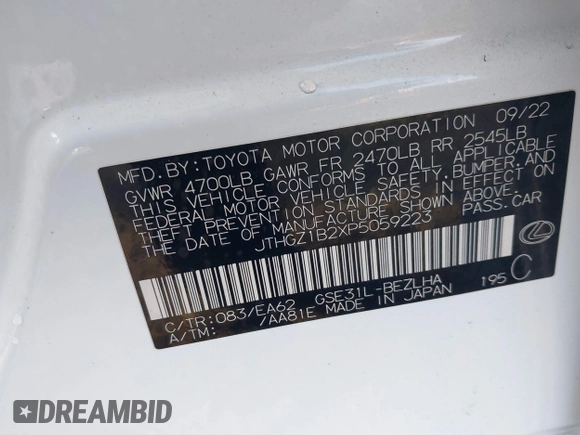 MFD.BY:TOYOTA MOTOR CORPORATION 09/22
GVWR 4700LB GAWR FR 2470LB RR 2545LB
THIS VEHICLE CONFORMS TO ALL APPLICABLE
FEDERAL MOTOR VEHICLE SAFETY,BUMPER,AND
THEFT PREVENTION STANDARDS IN EFFECT ON
THE DATE OF MANUFACTURE SHOWN ABOVE.
JTHGZ1B2XP5059223 PASS.CAR
C/TR:083/EA62 GSE31L-BEZLHA 195 C
A/TM: /AA81E MADE IN JAPAN
DREAMBID